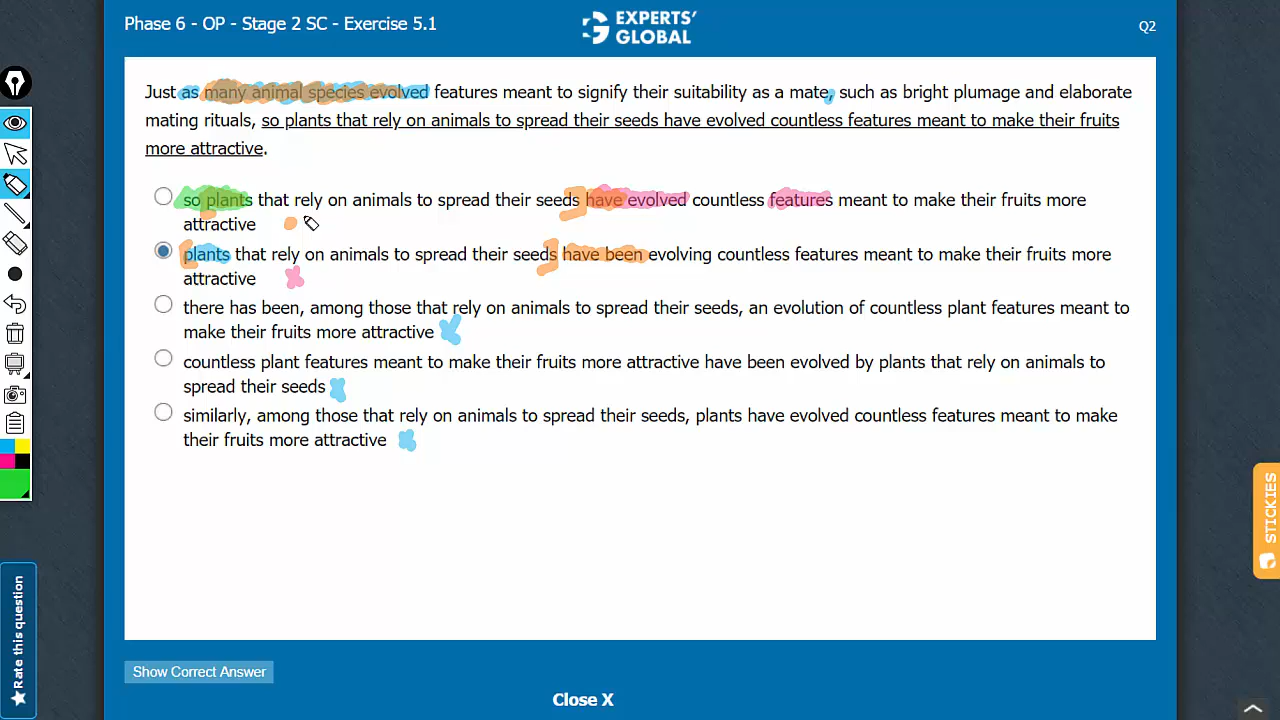 Phase 6 - OP - Stage 2 SC - Exercise 5.1
EXPERTS'
GLOBAL
Q2
Just as many animal species evolved features meant to signify their suitability as a mate, such as bright plumage and elaborate
mating rituals, so plants that rely on animals to spread their seeds have evolved countless features meant to make their fruits
more attractive.
so plants that rely on animals to spread their seeds have evolved countless features meant to make their fruits more
attractive
plants that rely on animals to spread their seeds have been evolving countless features meant to make their fruits more
attractive
there has been, among those that rely on animals to spread their seeds, an evolution of countless plant features meant to
make their fruits more attractive
countless plant features meant to make their fruits more attractive have been evolved by plants that rely on animals to
spread their seeds
similarly, among those that rely on animals to spread their seeds, plants have evolved countless features meant to make
their fruits more attractive
STICKIES
Rate this question
Show Correct Answer
Close X